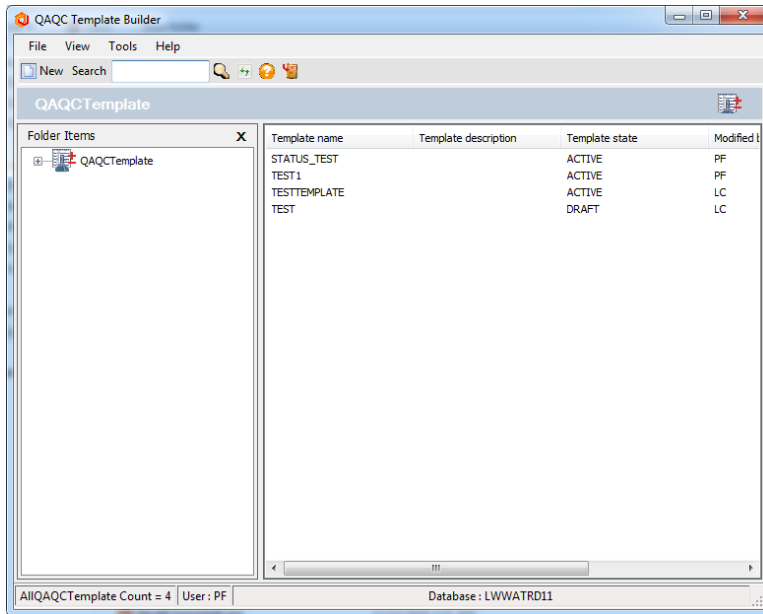 QAQC Template Builder
File View Tools Help
New Search
QAQCTemplate
Folder Items X
QAQCTemplate
Template name Template description Template state Modified b
STATUS_TEST ACTIVE PF
TEST1 ACTIVE PF
TESTTEMPLATE ACTIVE LC
TEST DRAFT LC
AllQAQCTemplate Count = 4 User : PF Database : LWWATRD11